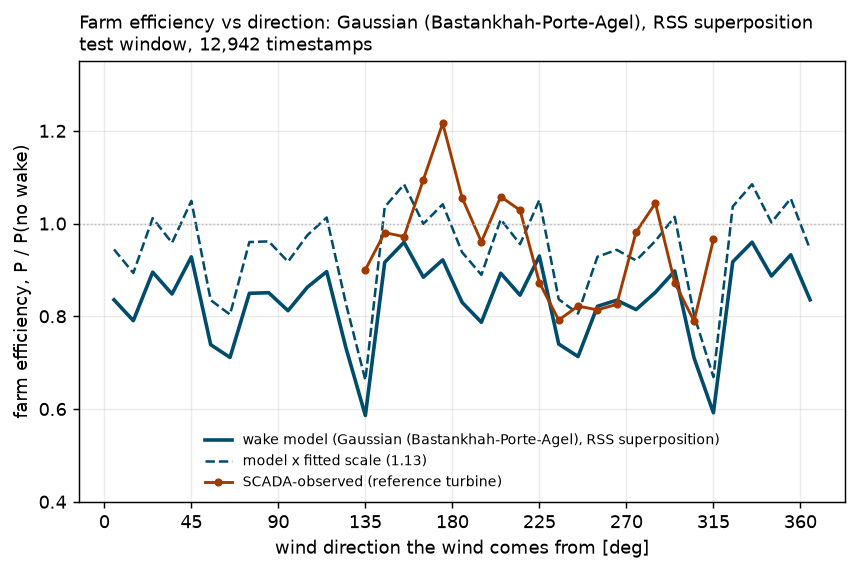 Farm efficiency vs direction: Gaussian (Bastankhah-Porte-Agel), RSS superposition
test window, 12,942 timestamps
farm efficiency, P / P(no wake)
1.2
1.0
0.8
0.6
0.4
wake model (Gaussian (Bastankhah-Porte-Agel), RSS superposition)
model x fitted scale (1.13)
SCADA-observed (reference turbine)
0 45 90 135 180 225 270 315 360
wind direction the wind comes from [deg]